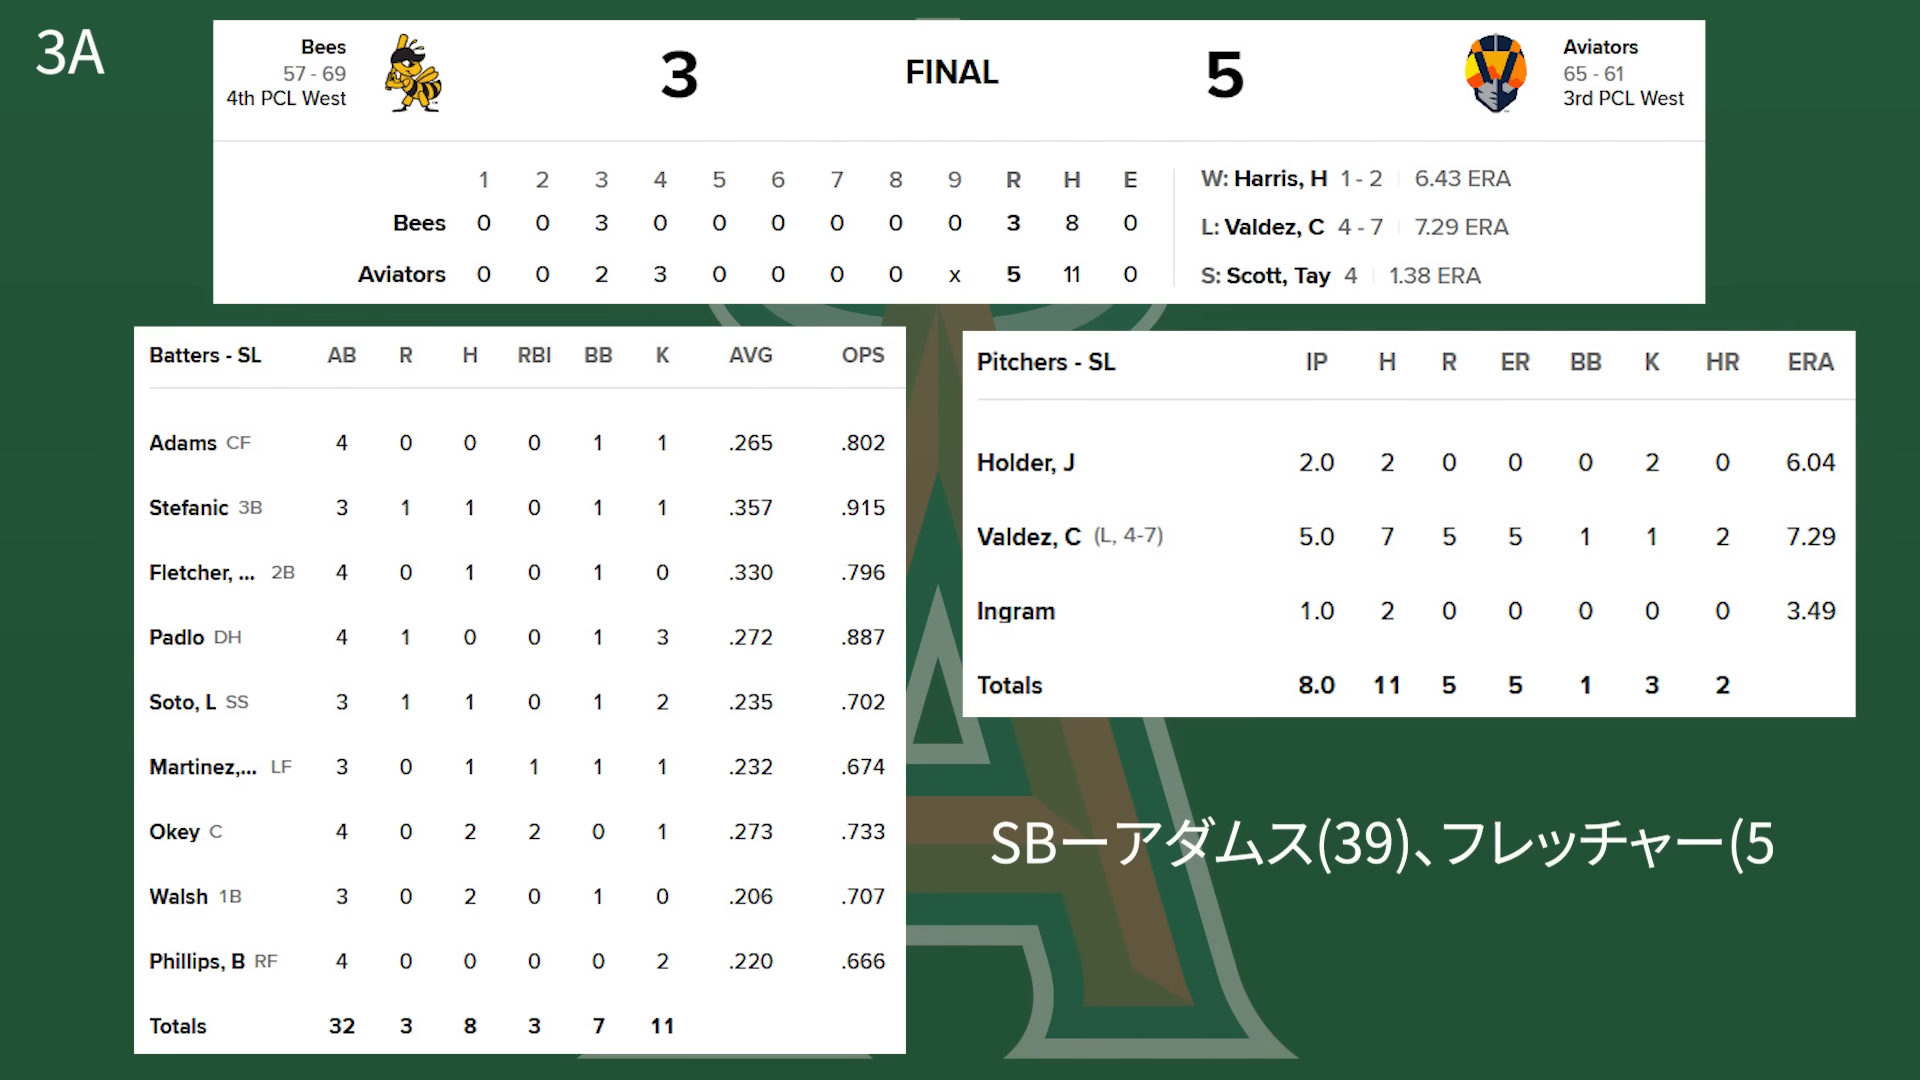 3A
Bees
57 - 69
4th PCL West
3
FINAL
5
Aviators
65 - 61
3rd PCL West
1 2 3 4 5 6 7 8 9 R H E
Bees 0 0 3 0 0 0 0 0 0 3 8 0
Aviators 0 0 2 3 0 0 0 0 x 5 11 0
W: Harris, H 1 - 2 6.43 ERA
L: Valdez, C 4 - 7 7.29 ERA
S: Scott, Tay 4 1.38 ERA
Batters - SL AB R H RBI BB K AVG OPS
Adams CF 4 0 0 0 1 1 .265 .802
Stefanic 3B 3 1 1 0 1 1 .357 .915
Fletcher, ... 2B 4 0 1 0 1 0 .330 .796
Padlo DH 4 1 0 0 1 3 .272 .887
Soto, L SS 3 1 1 0 1 2 .235 .702
Martinez,... LF 3 0 1 1 1 1 .232 .674
Okey C 4 0 2 2 0 1 .273 .733
Walsh 1B 3 0 2 0 1 0 .206 .707
Phillips, B RF 4 0 0 0 0 2 .220 .666
Totals 32 3 8 3 7 11
Pitchers - SL IP H R ER BB K HR ERA
Holder, J 2.0 2 0 0 0 2 0 6.04
Valdez, C (L, 4-7) 5.0 7 5 5 1 1 2 7.29
Ingram 1.0 2 0 0 0 0 0 3.49
Totals 8.0 11 5 5 1 3 2
SBーアダムス(39)、フレッチャー(5